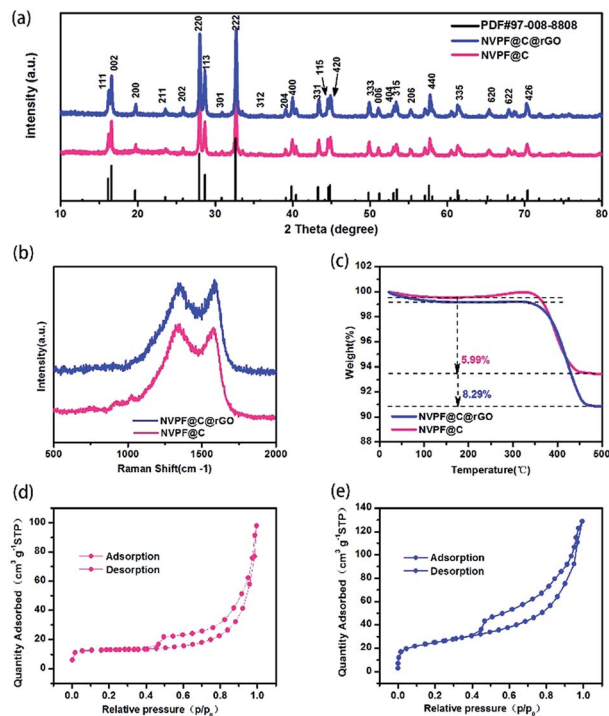 (a)
PDF#97-008-8808
NVPF@C@rGO
NVPF@C
intensity (a.u.)
111
002
200
211
202
220
113
301
222
312
204
400
331
115
420
333
006
404
315
206
440
335
620
622
426
10 20 30 40 50 60 70 80
2 Theta (degree)
(b)
Intensity(a.u.)
NVPF@C@rGO
NVPF@C
500 1000 1500 2000
Raman Shift(cm -1)
(c)
Weight(%)
102
100
98
96
94
92
90
88
5.99%
8.29%
NVPF@C@rGO
NVPF@C
0 100 200 300 400 500
Temperature(℃)
(d)
Quantity Adsorbed (cm³ g⁻¹STP)
100
80
60
40
20
0
Adsorption
Desorption
0.0 0.2 0.4 0.6 0.8 1.0
Relative pressure (p/p₀)
(e)
Quantity Adsorbed (cm³ g⁻¹STP)
140
120
100
80
60
40
20
0
Adsorption
Desorption
0.0 0.2 0.4 0.6 0.8 1.0
Relative pressure (p/p₀)